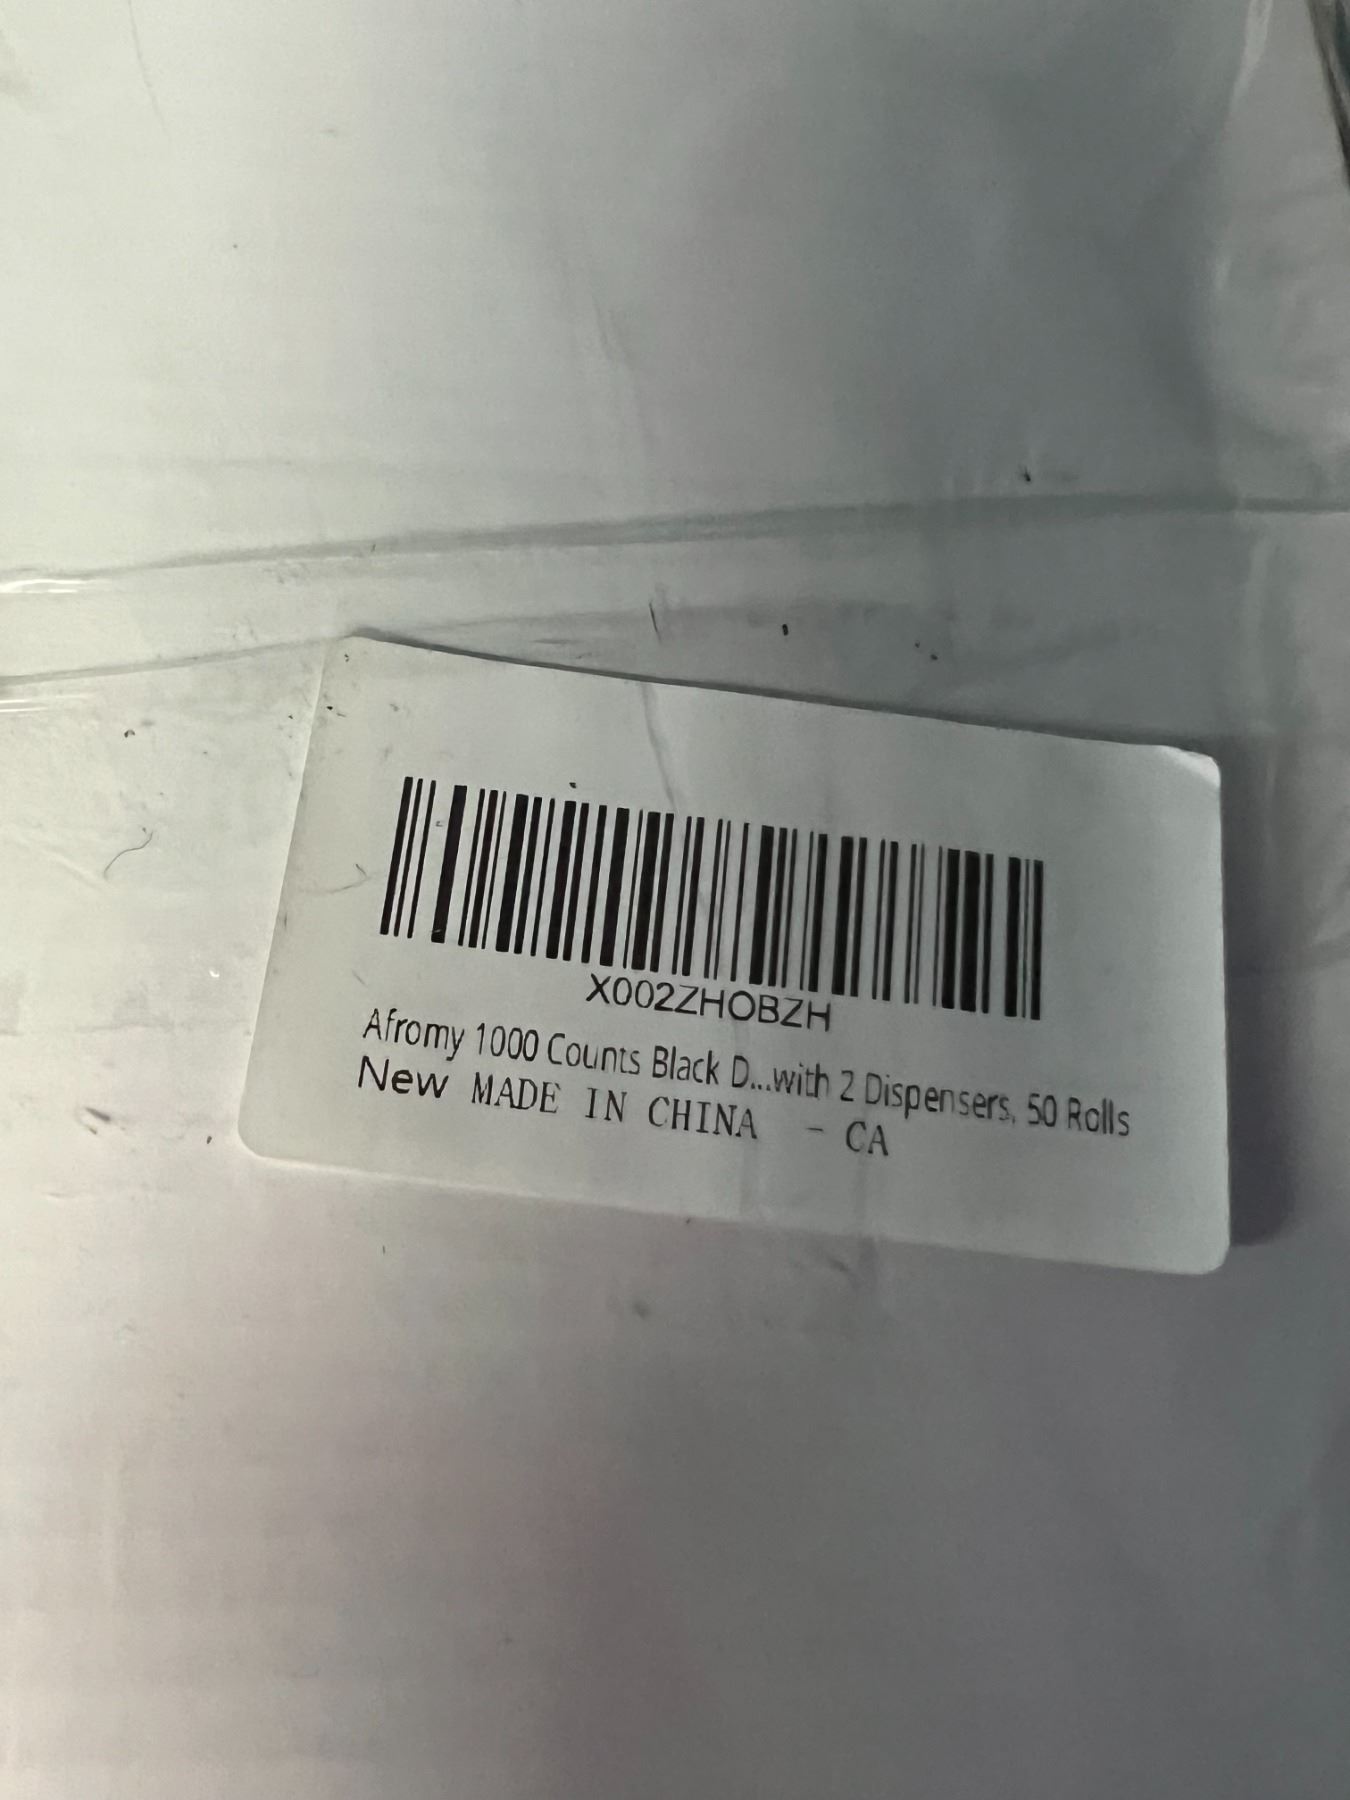 X002ZHOBZH
Afromy 1000 Counts Black D...with 2 Dispensers, 50 Rolls
New MADE IN CHINA - CA